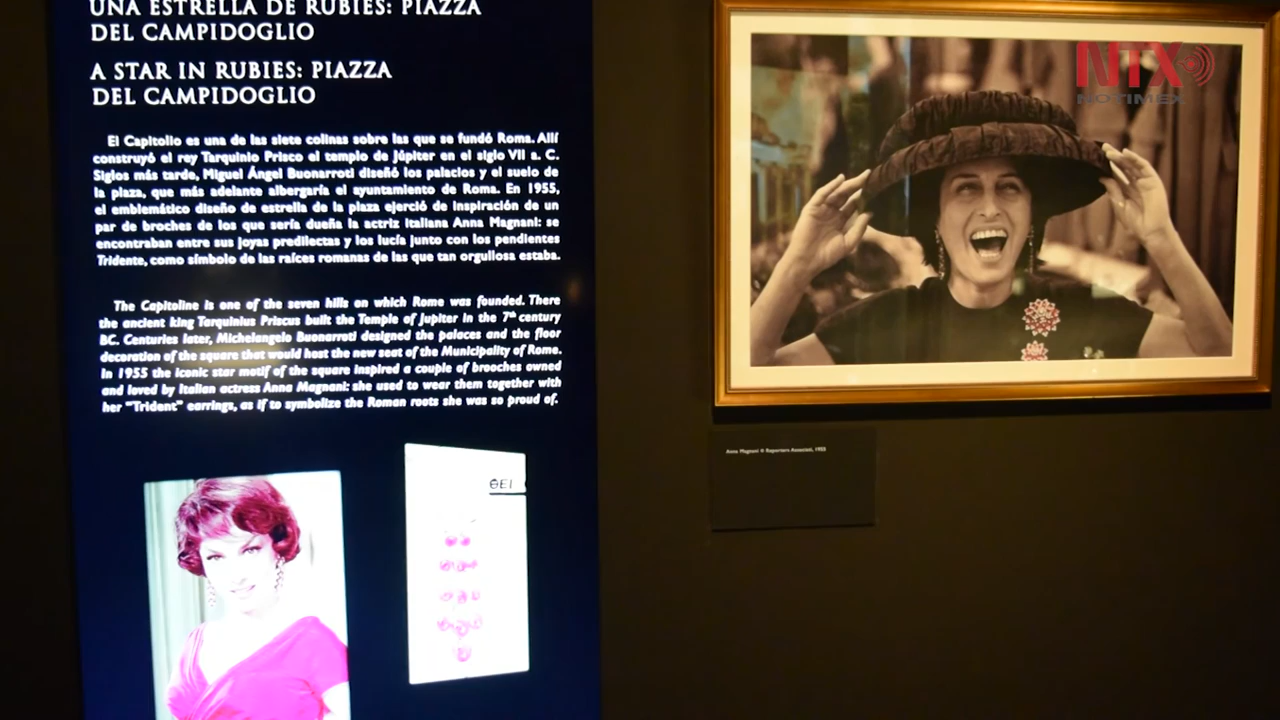 UNA ESTRELLA DE RUBIES: PIAZZA
DEL CAMPIDOGLIO
A STAR IN RUBIES: PIAZZA
DEL CAMPIDOGLIO
El Capitolio es una de las siete colinas sobre las que se fundó Roma. Allí
construyó el rey Tarquinio Prisco el templo de Júpiter en el siglo VII a. C.
Siglos más tarde, Miguel Ángel Buonarroti diseñó los palacios y el suelo de
la plaza, que más adelante albergaría el ayuntamiento de Roma. En 1955,
el emblemático diseño de estrella de la plaza ejerció de inspiración de un
par de broches de los que sería dueña la actriz italiana Anna Magnani: se
encontraban entre sus joyas predilectas y los lucía junto con los pendientes
Tridente, como símbolo de las raíces romanas de las que tan orgullosa estaba.
The Capitoline is one of the seven hills on which Rome was founded. There
the ancient king Tarquinius Priscus built the Temple of Jupiter in the 7th century
BC. Centuries later, Michelangelo Buonarroti designed the palaces and the floor
decoration of the square that would host the new seat of the Municipality of Rome.
In 1955 the iconic star motif of the square inspired a couple of brooches owned
and loved by Italian actress Anna Magnani: she used to wear them together with
her "Trident" earrings, as if to symbolize the Roman roots she was so proud of.
GEI
NTX
NOTIMEX
Anna Magnani © Reporters Associati, 1955